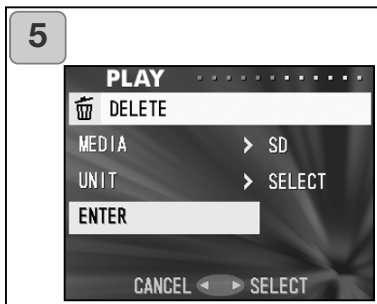 5
PLAY
DELETE
MEDIA > SD
UNIT > SELECT
ENTER
CANCEL ◄ ► SELECT